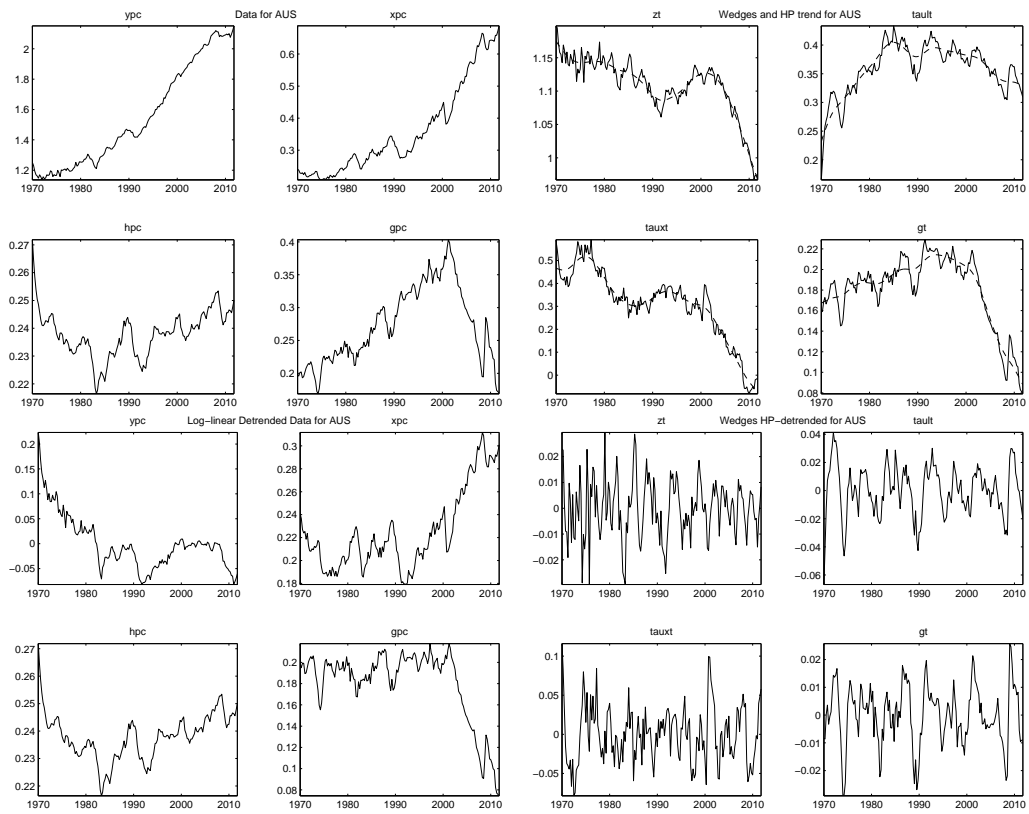 Data for AUS
Wedges and HP trend for AUS
ypc
2
1.8
1.6
1.4
1.2
1970 1980 1990 2000 2010
xpc
0.6
0.5
0.4
0.3
1970 1980 1990 2000 2010
zt
1.15
1.1
1.05
1
1970 1980 1990 2000 2010
tault
0.4
0.35
0.3
0.25
0.2
1970 1980 1990 2000 2010
hpc
0.27
0.26
0.25
0.24
0.23
0.22
1970 1980 1990 2000 2010
gpc
0.4
0.35
0.3
0.25
0.2
1970 1980 1990 2000 2010
tauxt
0.5
0.4
0.3
0.2
0.1
0
1970 1980 1990 2000 2010
gt
0.22
0.2
0.18
0.16
0.14
0.12
0.1
0.08
1970 1980 1990 2000 2010
Log−linear Detrended Data for AUS
Wedges HP−detrended for AUS
ypc
0.2
0.15
0.1
0.05
0
−0.05
1970 1980 1990 2000 2010
xpc
0.3
0.28
0.26
0.24
0.22
0.2
0.18
1970 1980 1990 2000 2010
zt
0.02
0.01
0
−0.01
−0.02
1970 1980 1990 2000 2010
tault
0.04
0.02
0
−0.02
−0.04
−0.06
1970 1980 1990 2000 2010
hpc
0.27
0.26
0.25
0.24
0.23
0.22
1970 1980 1990 2000 2010
gpc
0.2
0.18
0.16
0.14
0.12
0.1
0.08
1970 1980 1990 2000 2010
tauxt
0.1
0.05
0
−0.05
1970 1980 1990 2000 2010
gt
0.02
0.01
0
−0.01
−0.02
1970 1980 1990 2000 2010